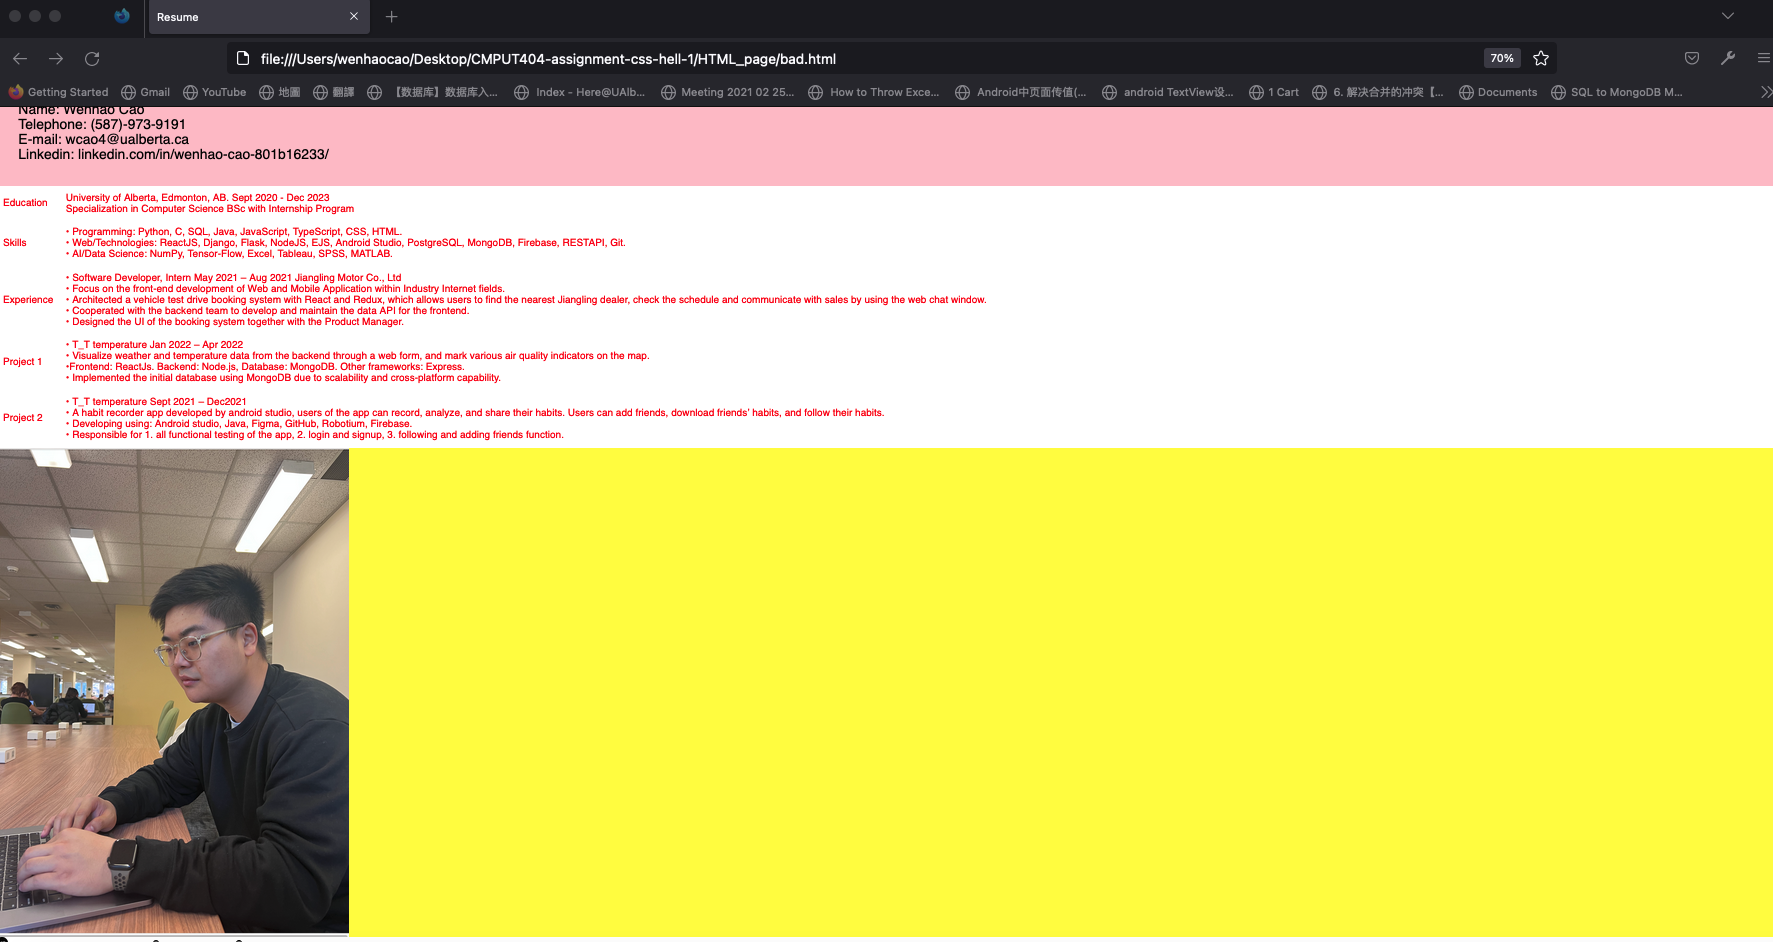 Resume
file:///Users/wenhaocao/Desktop/CMPUT404-assignment-css-hell-1/HTML_page/bad.html
70%
Getting Started
Gmail
YouTube
地圖
翻譯
【数据库】数据库入...
Index - Here@UAlb...
Meeting 2021 02 25...
How to Throw Exce...
Android中页面传值(...
android TextView设...
1 Cart
6. 解决合并的冲突【...
Documents
SQL to MongoDB M...
Name: Wenhao Cao
Telephone: (587)-973-9191
E-mail: wcao4@ualberta.ca
Linkedin: linkedin.com/in/wenhao-cao-801b16233/
Education
University of Alberta, Edmonton, AB. Sept 2020 - Dec 2023
Specialization in Computer Science BSc with Internship Program
Skills
• Programming: Python, C, SQL, Java, JavaScript, TypeScript, CSS, HTML.
• Web/Technologies: ReactJS, Django, Flask, NodeJS, EJS, Android Studio, PostgreSQL, MongoDB, Firebase, RESTAPI, Git.
• AI/Data Science: NumPy, Tensor-Flow, Excel, Tableau, SPSS, MATLAB.
Experience
• Software Developer, Intern May 2021 – Aug 2021 Jiangling Motor Co., Ltd
• Focus on the front-end development of Web and Mobile Application within Industry Internet fields.
• Architected a vehicle test drive booking system with React and Redux, which allows users to find the nearest Jiangling dealer, check the schedule and communicate with sales by using the web chat window.
• Cooperated with the backend team to develop and maintain the data API for the frontend.
• Designed the UI of the booking system together with the Product Manager.
Project 1
• T_T temperature Jan 2022 – Apr 2022
• Visualize weather and temperature data from the backend through a web form, and mark various air quality indicators on the map.
•Frontend: ReactJs. Backend: Node.js, Database: MongoDB. Other frameworks: Express.
• Implemented the initial database using MongoDB due to scalability and cross-platform capability.
Project 2
• T_T temperature Sept 2021 – Dec2021
• A habit recorder app developed by android studio, users of the app can record, analyze, and share their habits. Users can add friends, download friends' habits, and follow their habits.
• Developing using: Android studio, Java, Figma, GitHub, Robotium, Firebase.
• Responsible for 1. all functional testing of the app, 2. login and signup, 3. following and adding friends function.